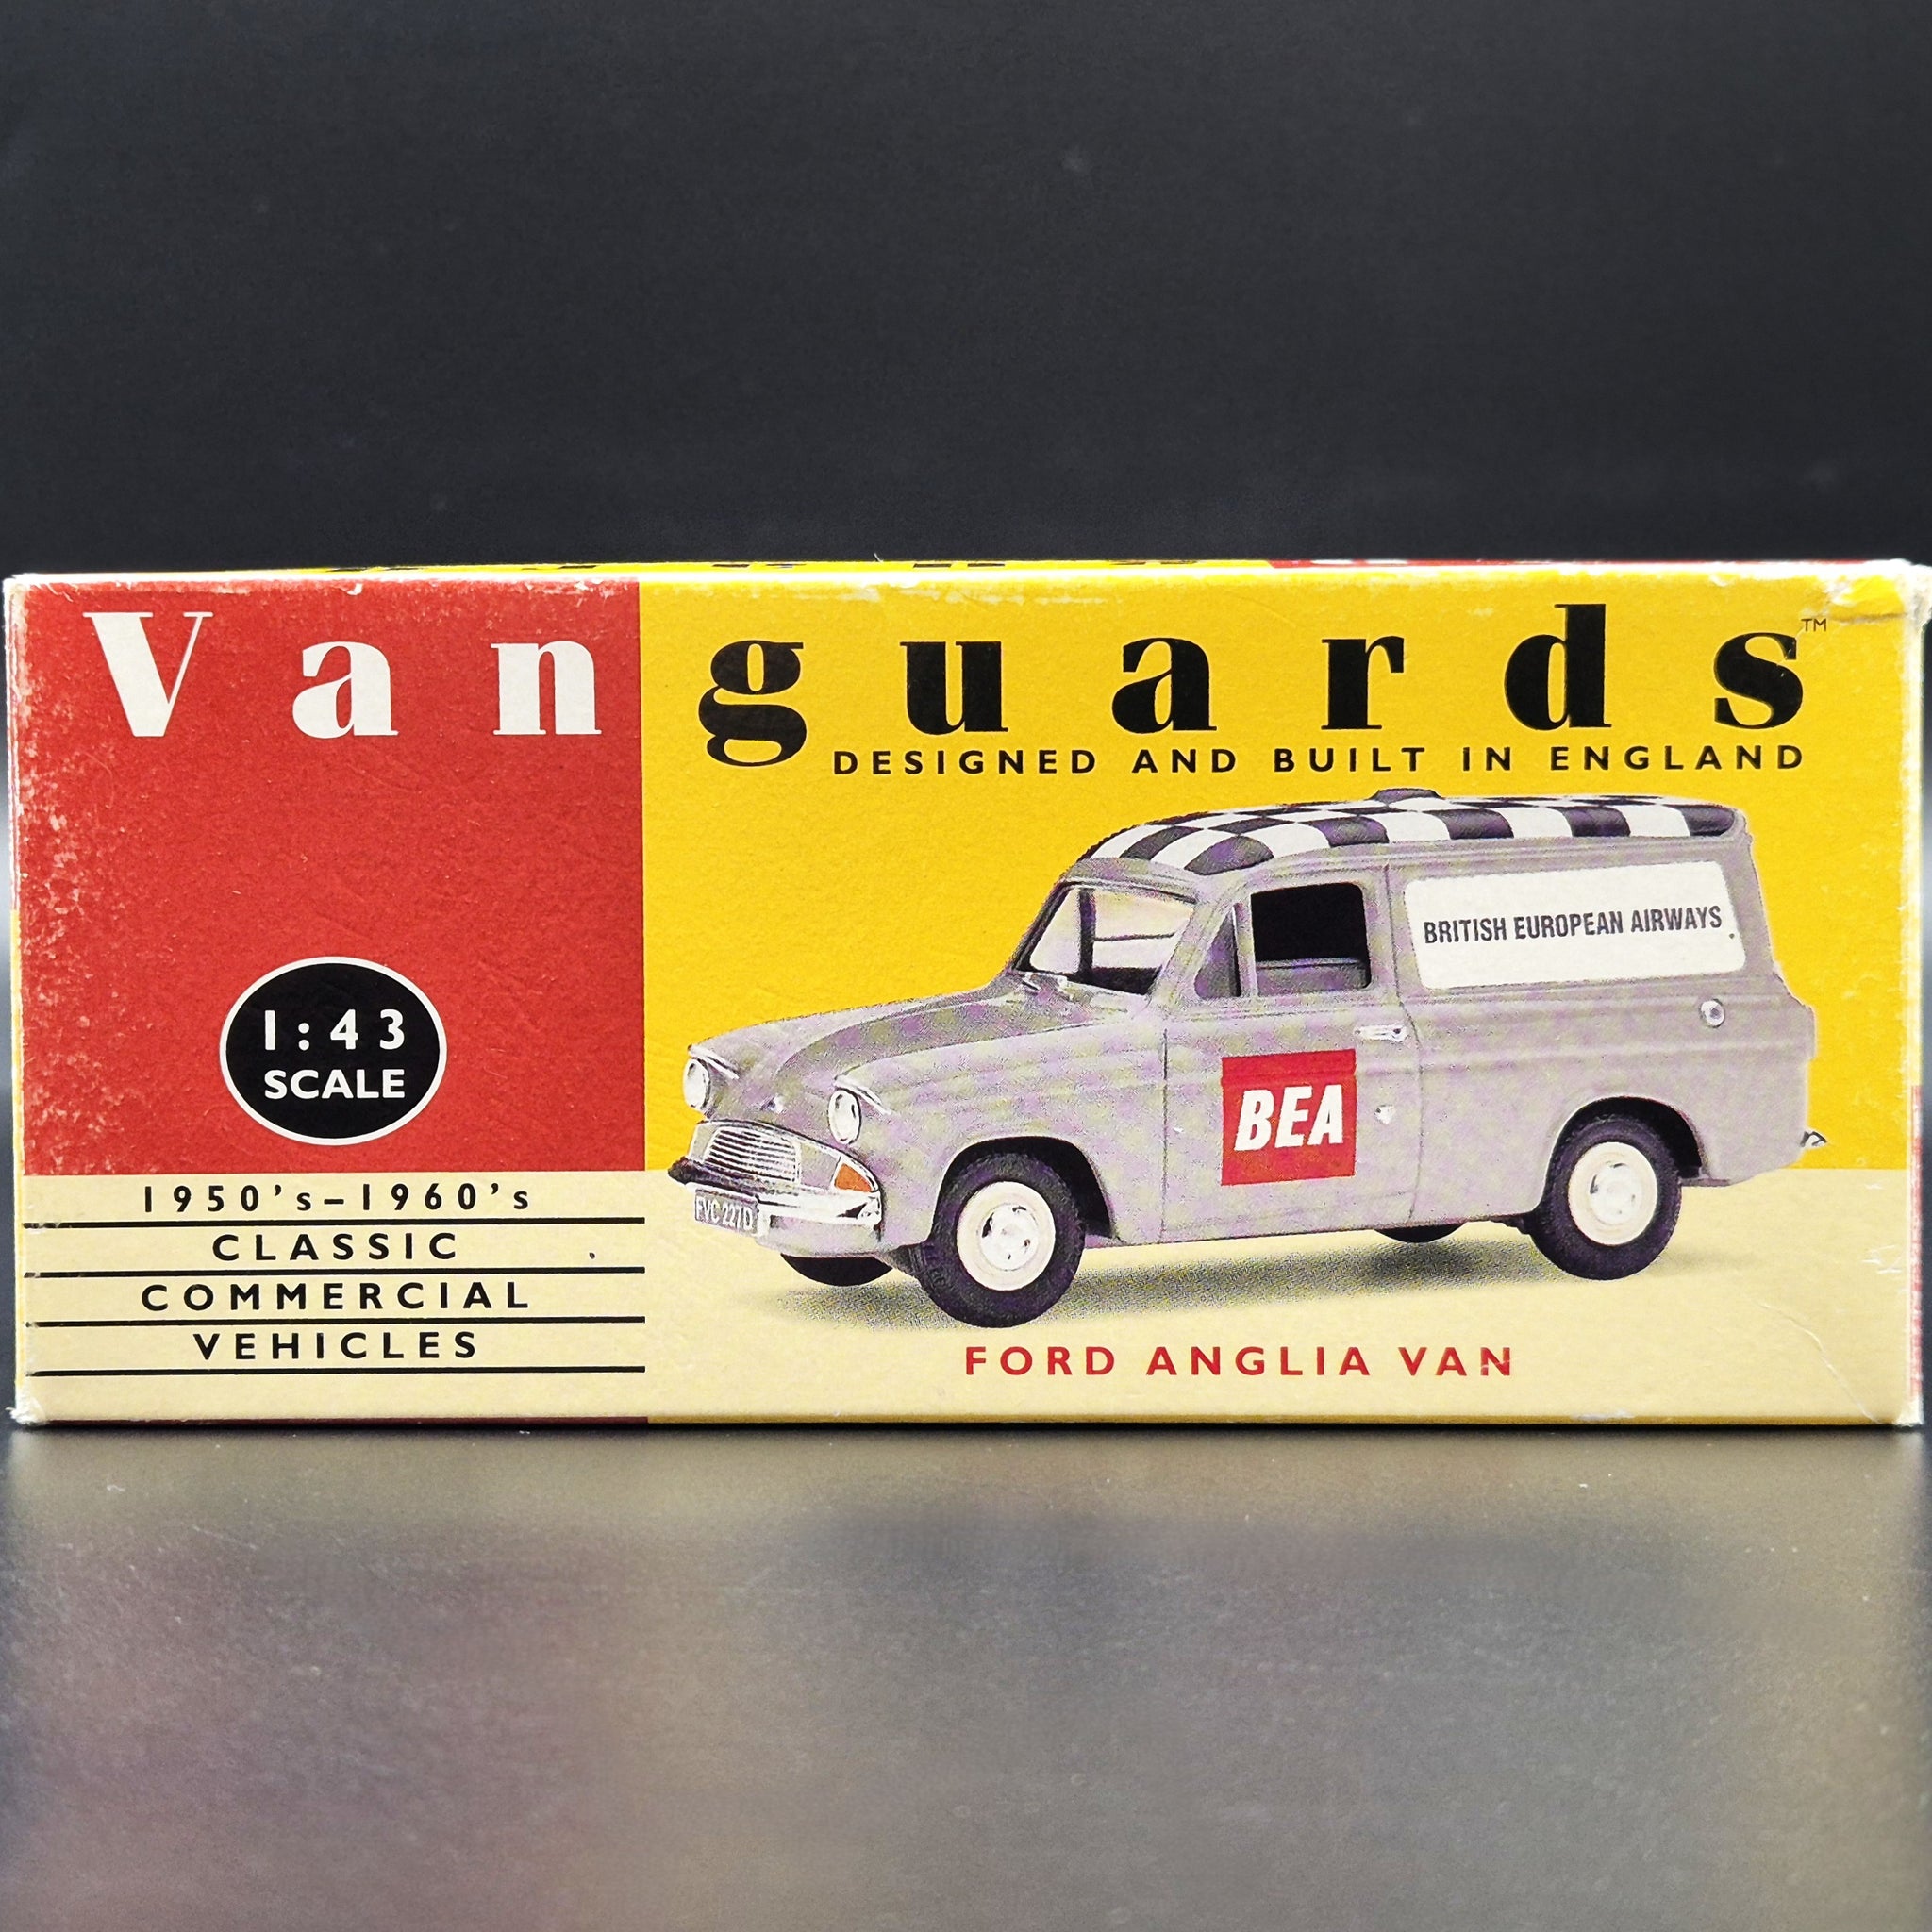 Vanguards™
DESIGNED AND BUILT IN ENGLAND
BRITISH EUROPEAN AIRWAYS
BEA
1:43
SCALE
1950's–1960's
CLASSIC
COMMERCIAL
VEHICLES
FORD ANGLIA VAN